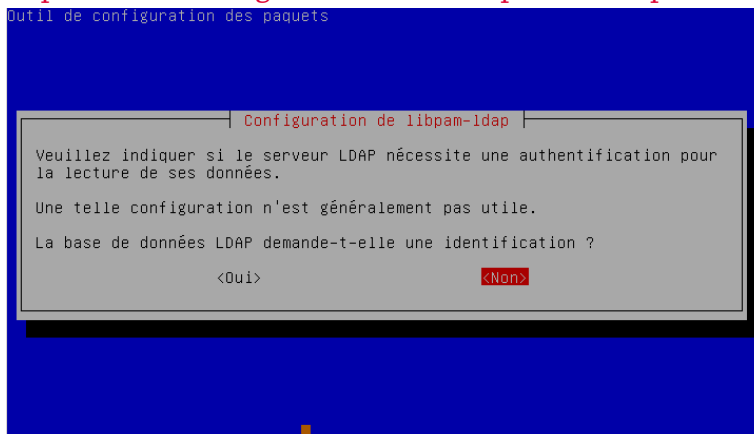 Outil de configuration des paquets
Configuration de libpam-ldap
Veuillez indiquer si le serveur LDAP nécessite une authentification pour
la lecture de ses données.
Une telle configuration n'est généralement pas utile.
La base de données LDAP demande-t-elle une identification ?
<Oui> <Non>